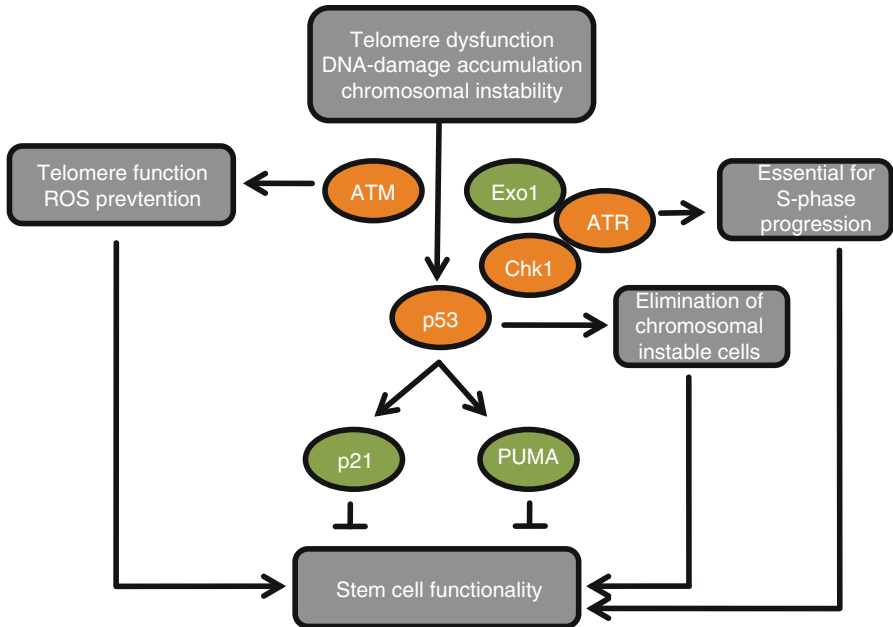 Telomere dysfunction
DNA-damage accumulation
chromosomal instability
Telomere function
ROS prevtention
ATM
Exo1
ATR
Chk1
Essential for
S-phase
progression
p53
Elimination of
chromosomal
instable cells
p21
PUMA
Stem cell functionality